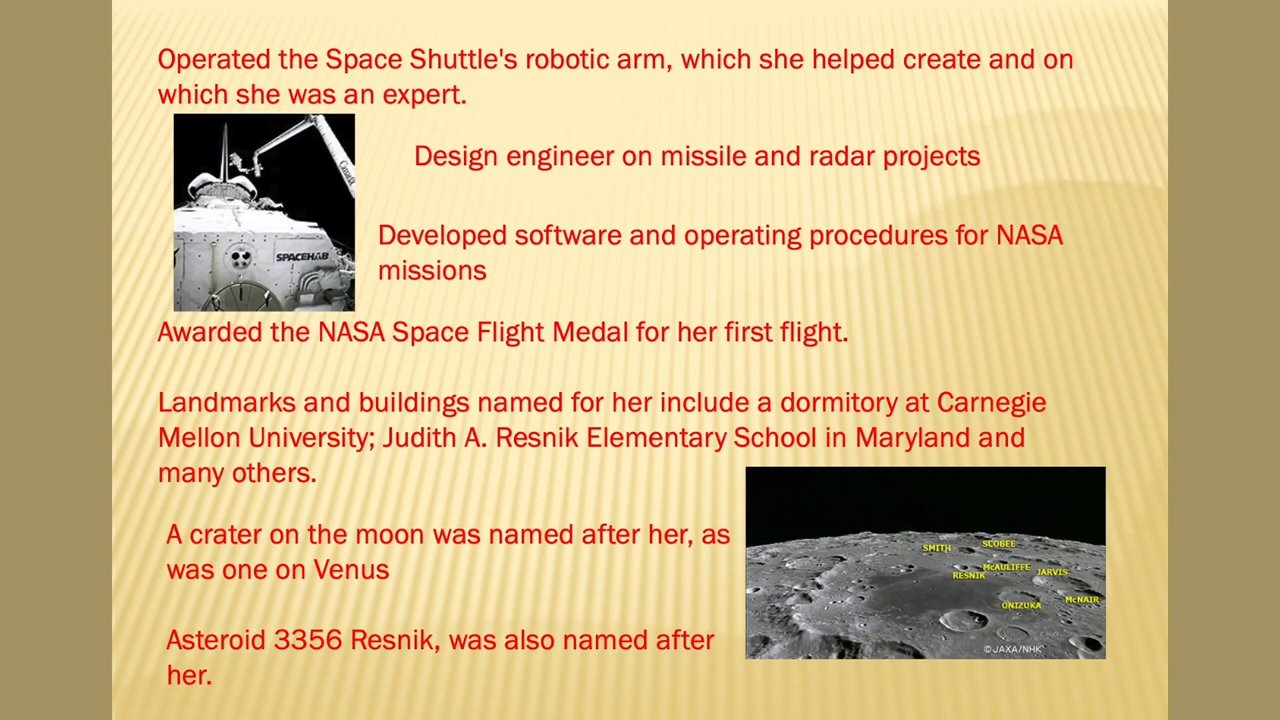 Operated the Space Shuttle's robotic arm, which she helped create and on
which she was an expert.
Design engineer on missile and radar projects
Canada
SPACEHAB
Developed software and operating procedures for NASA
missions
Awarded the NASA Space Flight Medal for her first flight.
Landmarks and buildings named for her include a dormitory at Carnegie
Mellon University; Judith A. Resnik Elementary School in Maryland and
many others.
A crater on the moon was named after her, as
was one on Venus
SMITH
SCOBEE
McAULIFFE
RESNIK
JARVIS
McNAIR
ONIZUKA
©JAXA/NHK
Asteroid 3356 Resnik, was also named after
her.